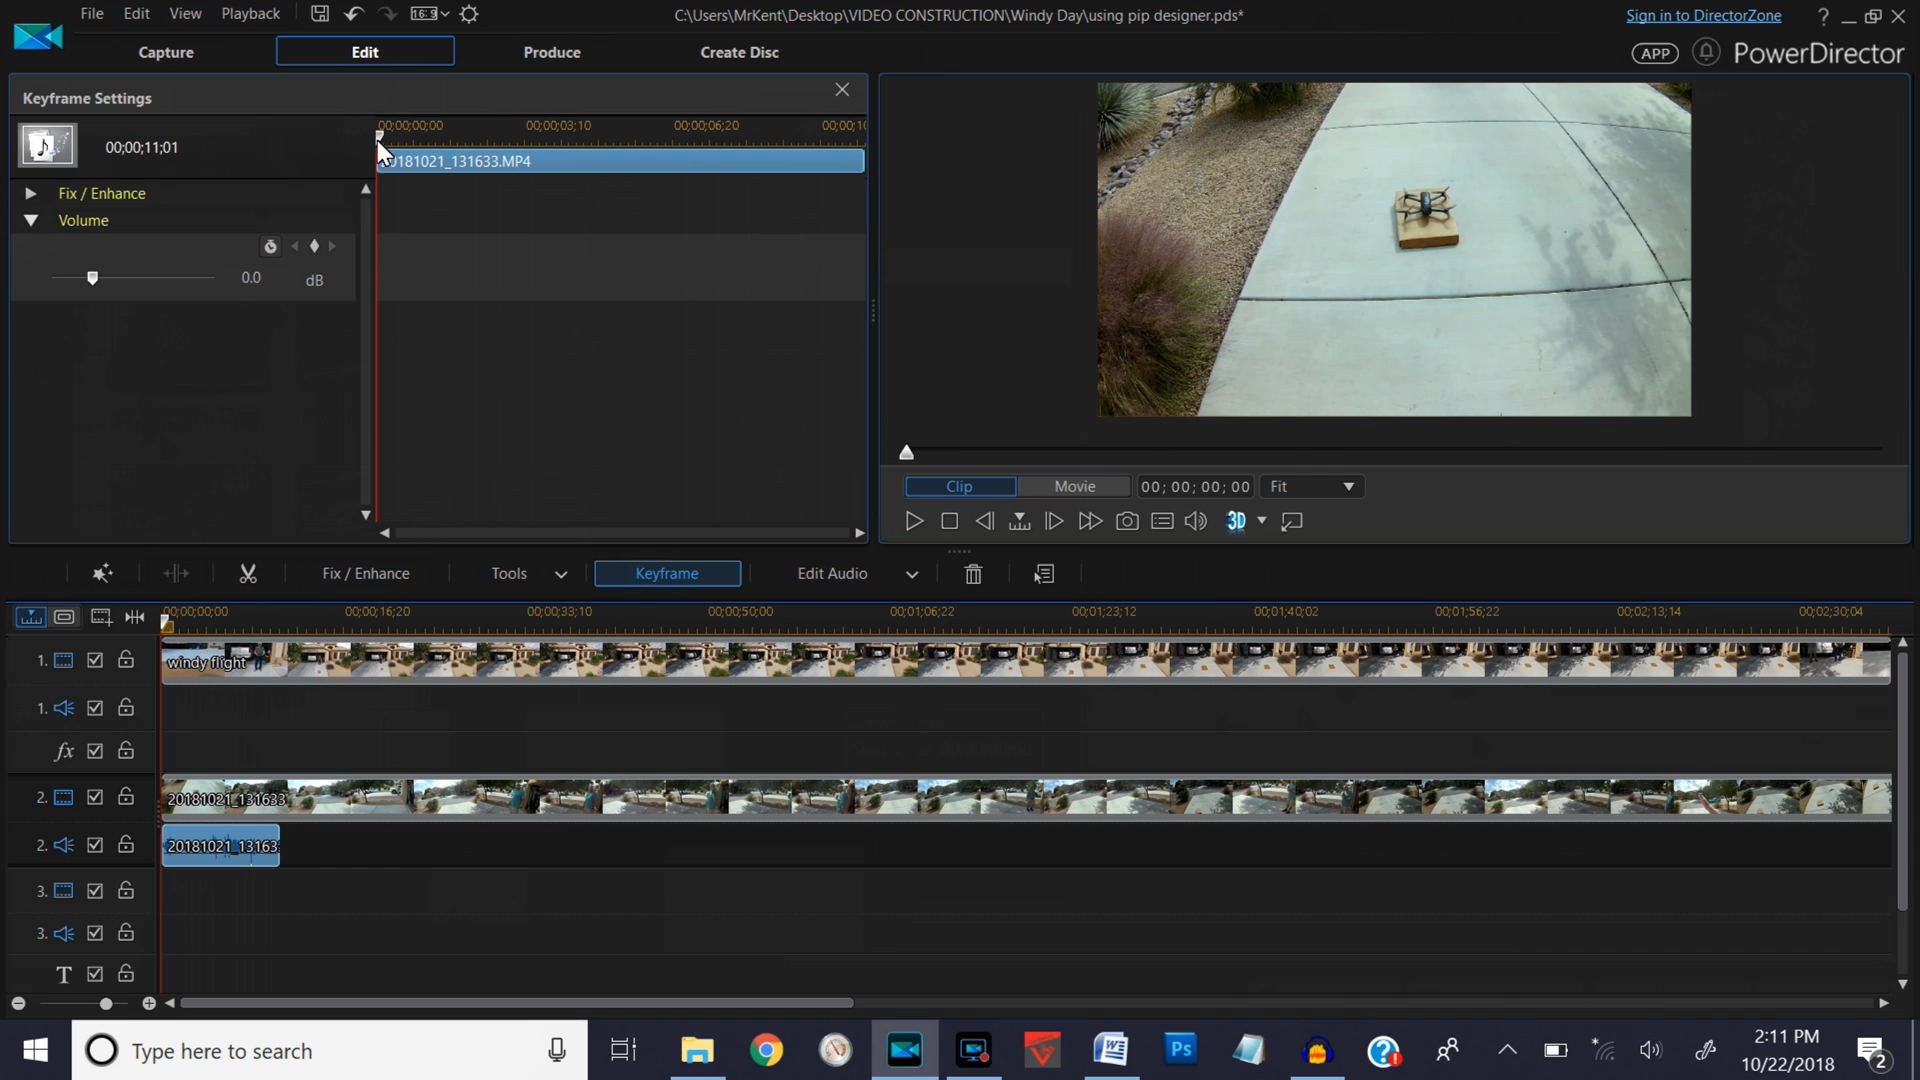 File Edit View Playback 16:9 C:\Users\MrKent\Desktop\VIDEO CONSTRUCTION\Windy Day\using pip designer.pds* Sign in to DirectorZone ?
Capture Edit Produce Create Disc APP PowerDirector
Keyframe Settings
00;00;11;01
00;00;00;00 00;00;03;10 00;00;06;20 00;00;10
0181021_131633.MP4
Fix / Enhance
Volume
0.0 dB
Clip Movie 00; 00; 00; 00 Fit
3D
Fix / Enhance Tools Keyframe Edit Audio
00;00;00;00 00;00;16;20 00;00;33;10 00;00;50;00 00;01;06;22 00;01;23;12 00;01;40;02 00;01;56;22 00;02;13;14 00;02;30;04
1. windy flight
1.
fx
2. 20181021_131633
2. 20181021_13163
3.
3.
T
Type here to search Ps 2:11 PM
10/22/2018 2